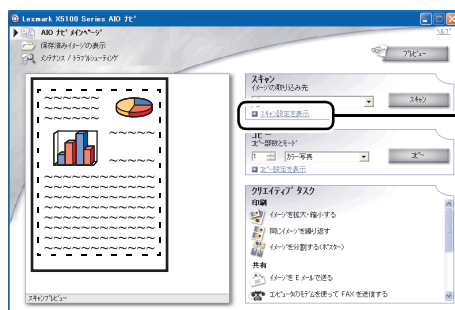 Lexmark X5100 Series AIO ナビ
AIO ナビ メインページ
保存済みイメージの表示
メンテナンス / トラブルシューティング
ヘルプ
プレビュー
スキャン
イメージの取り込み先
スキャン
スキャン設定を表示
コピー
コピー部数とモード
1
カラー写真
コピー
コピー設定を表示
クリエイティブ タスク
印刷
イメージを拡大・縮小する
同じイメージを繰り返す
イメージを分割する(ポスター)
共有
イメージを E メールで送る
コンピュータのモデムを使って FAX を送信する
スキャンプレビュー